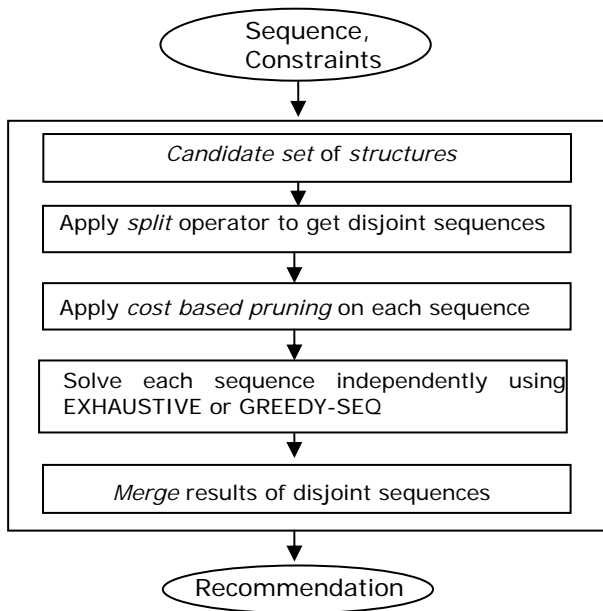 Sequence,
Constraints
Candidate set of structures
Apply split operator to get disjoint sequences
Apply cost based pruning on each sequence
Solve each sequence independently using
EXHAUSTIVE or GREEDY-SEQ
Merge results of disjoint sequences
Recommendation